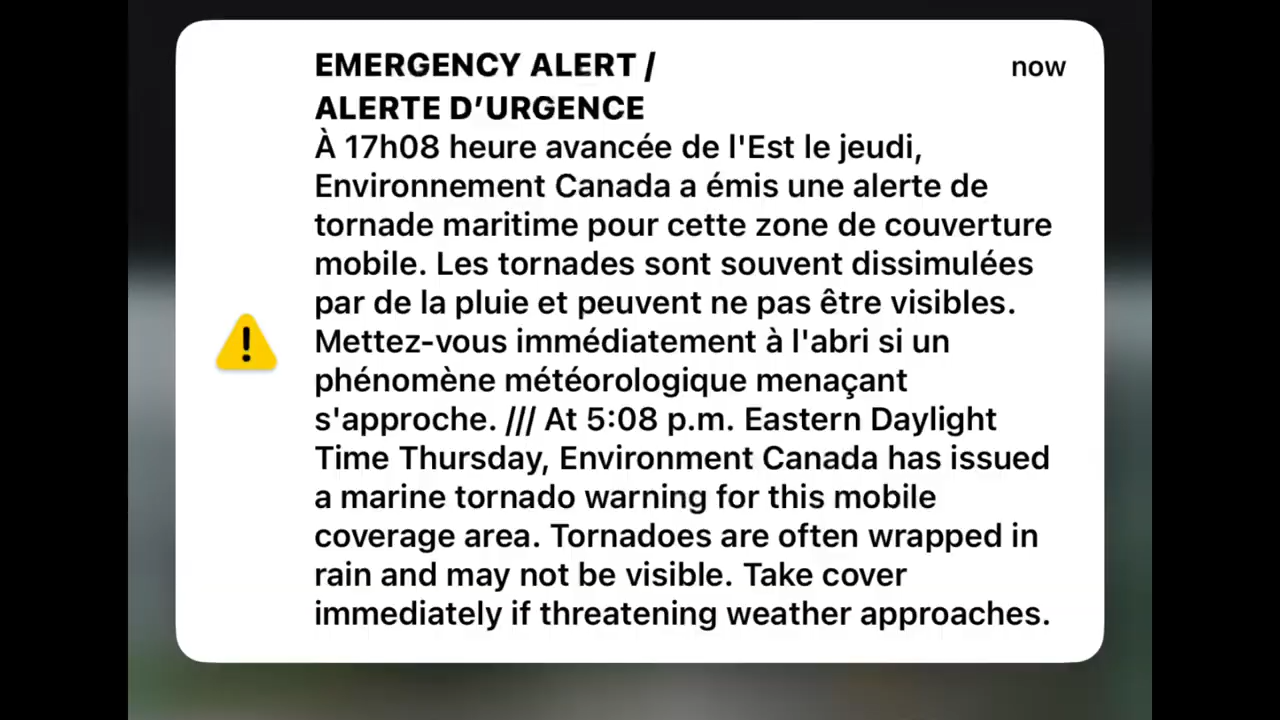 EMERGENCY ALERT /
now
ALERTE D’URGENCE
À 17h08 heure avancée de l'Est le jeudi,
Environnement Canada a émis une alerte de
tornade maritime pour cette zone de couverture
mobile. Les tornades sont souvent dissimulées
par de la pluie et peuvent ne pas être visibles.
Mettez-vous immédiatement à l'abri si un
phénomène météorologique menaçant
s'approche. /// At 5:08 p.m. Eastern Daylight
Time Thursday, Environment Canada has issued
a marine tornado warning for this mobile
coverage area. Tornadoes are often wrapped in
rain and may not be visible. Take cover
immediately if threatening weather approaches.